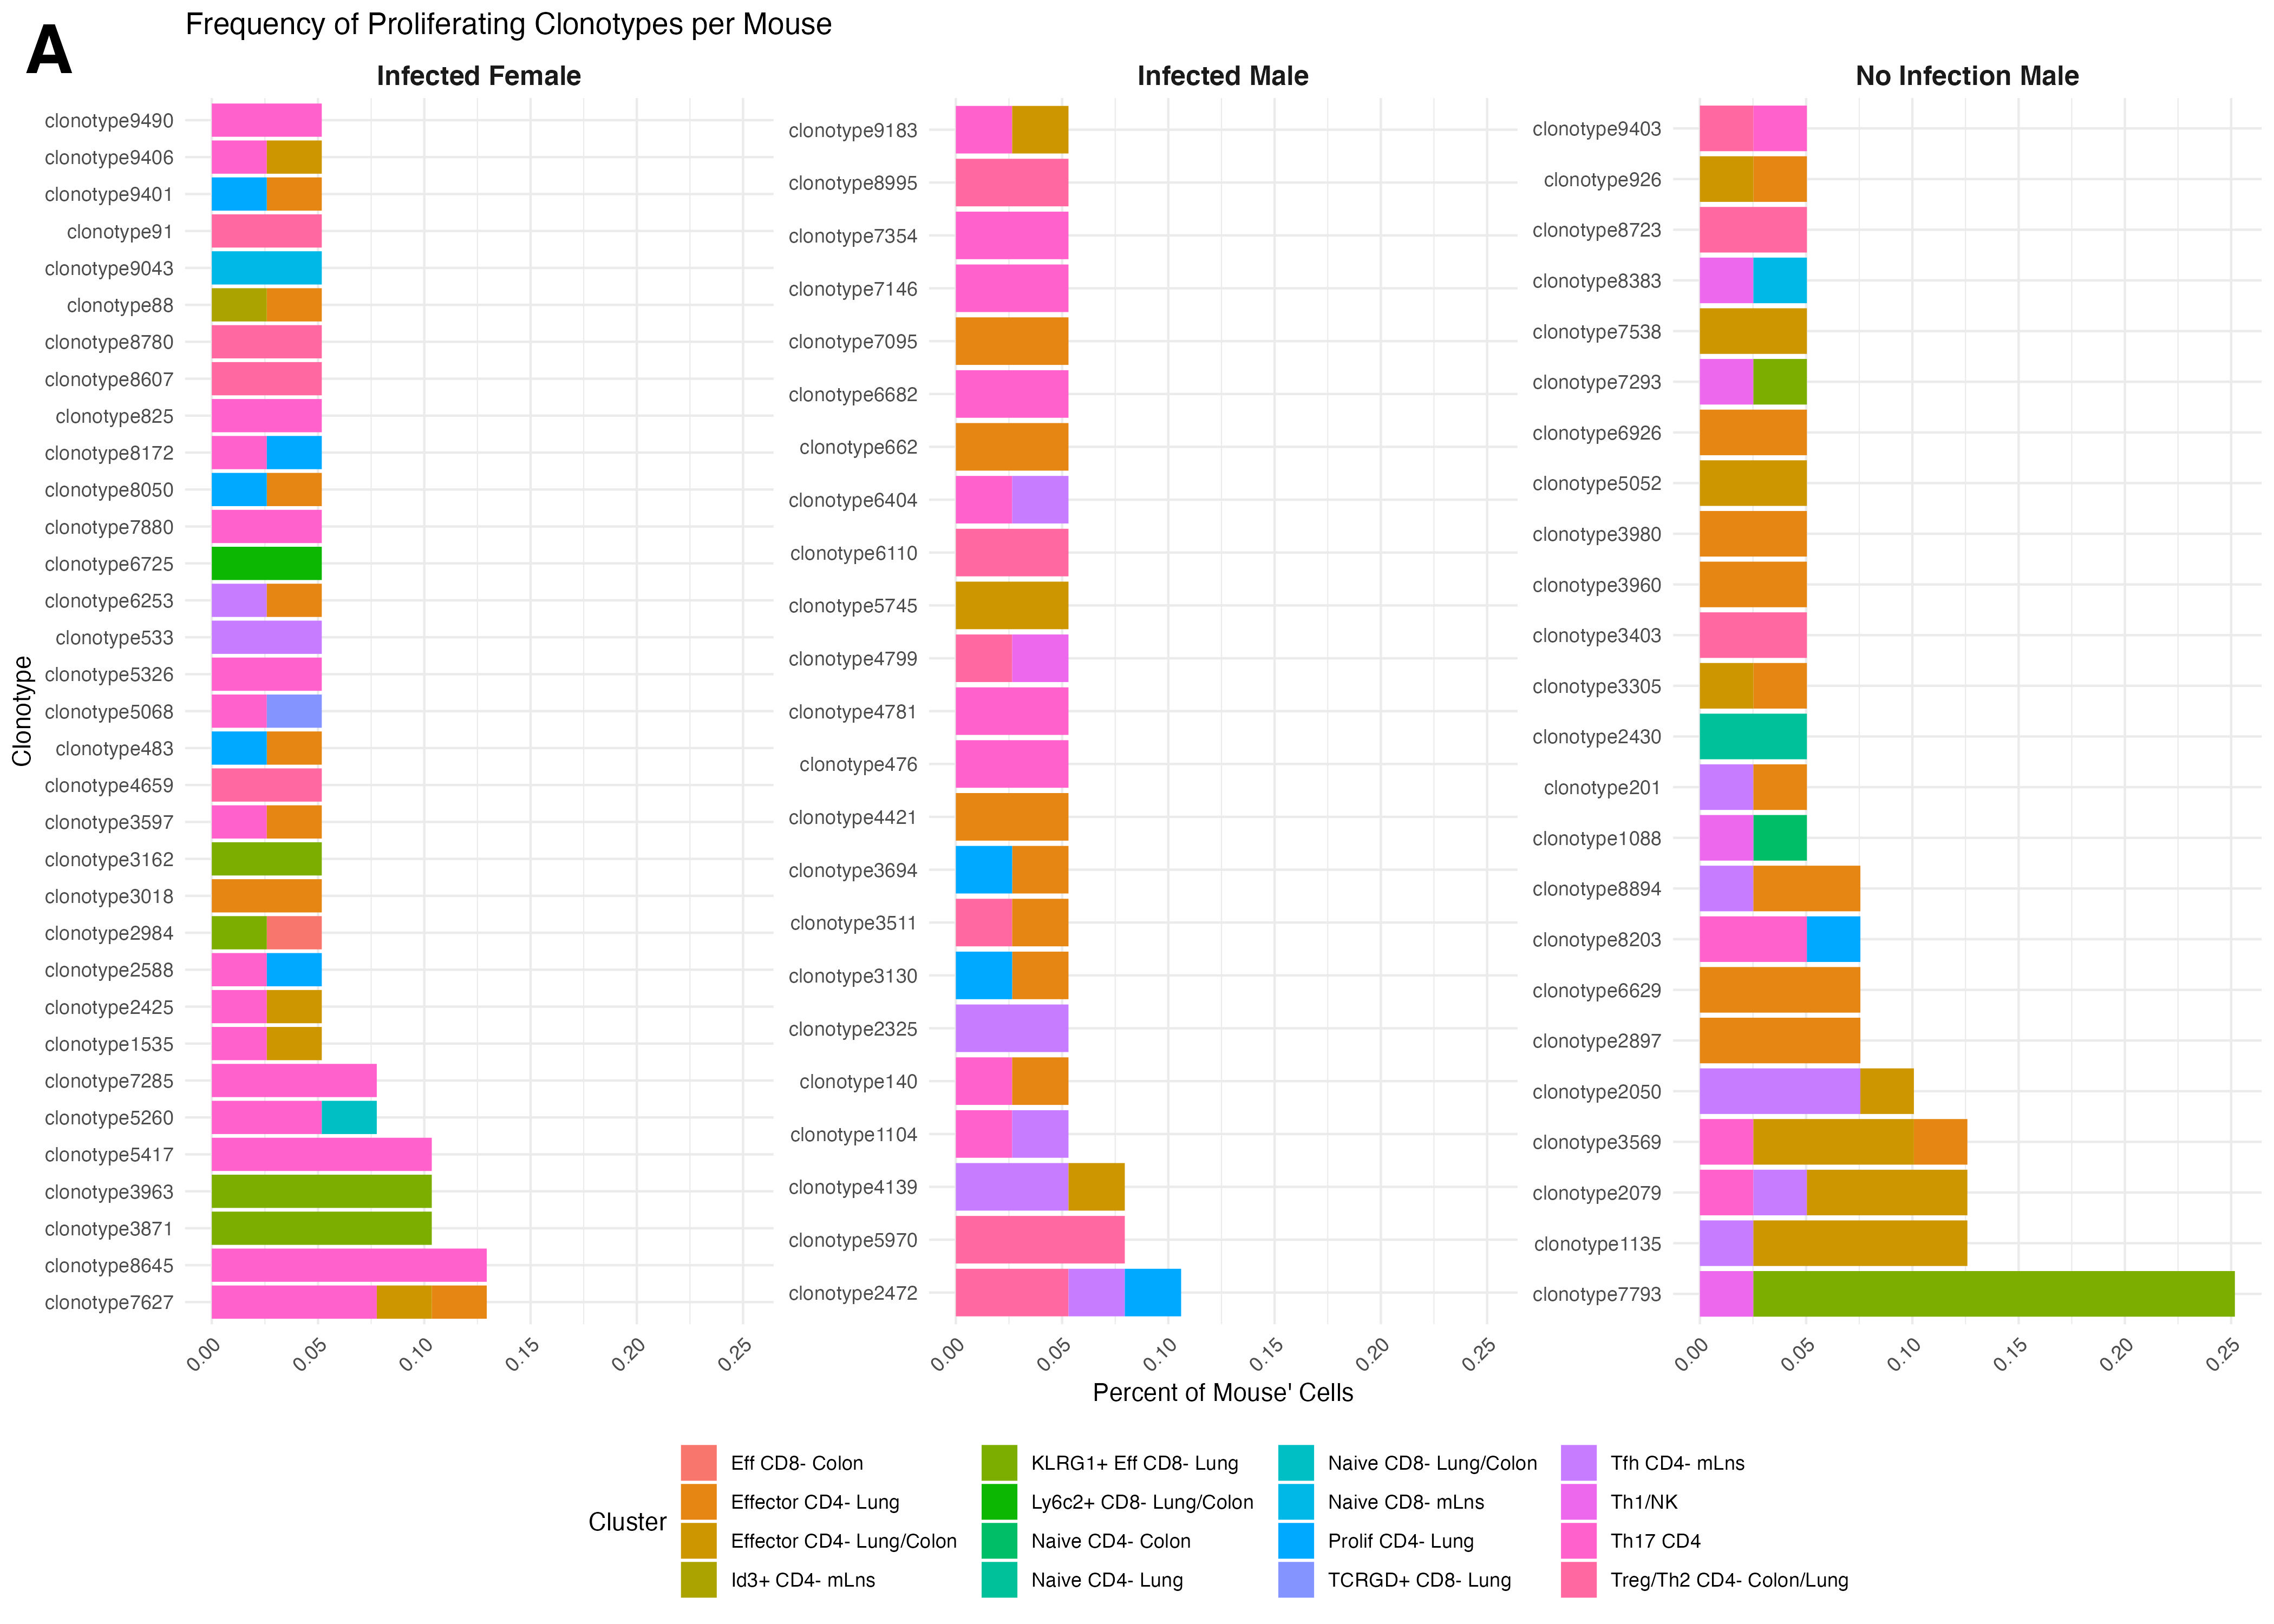 A
Frequency of Proliferating Clonotypes per Mouse
Infected Female
Infected Male
No Infection Male
Clonotype
clonotype9490
clonotype9406
clonotype9401
clonotype91
clonotype9043
clonotype88
clonotype8780
clonotype8607
clonotype825
clonotype8172
clonotype8050
clonotype7880
clonotype6725
clonotype6253
clonotype533
clonotype5326
clonotype5068
clonotype483
clonotype4659
clonotype3597
clonotype3162
clonotype3018
clonotype2984
clonotype2588
clonotype2425
clonotype1535
clonotype7285
clonotype5260
clonotype5417
clonotype3963
clonotype3871
clonotype8645
clonotype7627
0.00 0.05 0.10 0.15 0.20 0.25
clonotype9183
clonotype8995
clonotype7354
clonotype7146
clonotype7095
clonotype6682
clonotype662
clonotype6404
clonotype6110
clonotype5745
clonotype4799
clonotype4781
clonotype476
clonotype4421
clonotype3694
clonotype3511
clonotype3130
clonotype2325
clonotype140
clonotype1104
clonotype4139
clonotype5970
clonotype2472
0.00 0.05 0.10 0.15 0.20 0.25
clonotype9403
clonotype926
clonotype8723
clonotype8383
clonotype7538
clonotype7293
clonotype6926
clonotype5052
clonotype3980
clonotype3960
clonotype3403
clonotype3305
clonotype2430
clonotype201
clonotype1088
clonotype8894
clonotype8203
clonotype6629
clonotype2897
clonotype2050
clonotype3569
clonotype2079
clonotype1135
clonotype7793
0.00 0.05 0.10 0.15 0.20 0.25
Percent of Mouse' Cells
Cluster
Eff CD8- Colon
Effector CD4- Lung
Effector CD4- Lung/Colon
Id3+ CD4- mLns
KLRG1+ Eff CD8- Lung
Ly6c2+ CD8- Lung/Colon
Naive CD4- Colon
Naive CD4- Lung
Naive CD8- Lung/Colon
Naive CD8- mLns
Prolif CD4- Lung
TCRGD+ CD8- Lung
Tfh CD4- mLns
Th1/NK
Th17 CD4
Treg/Th2 CD4- Colon/Lung